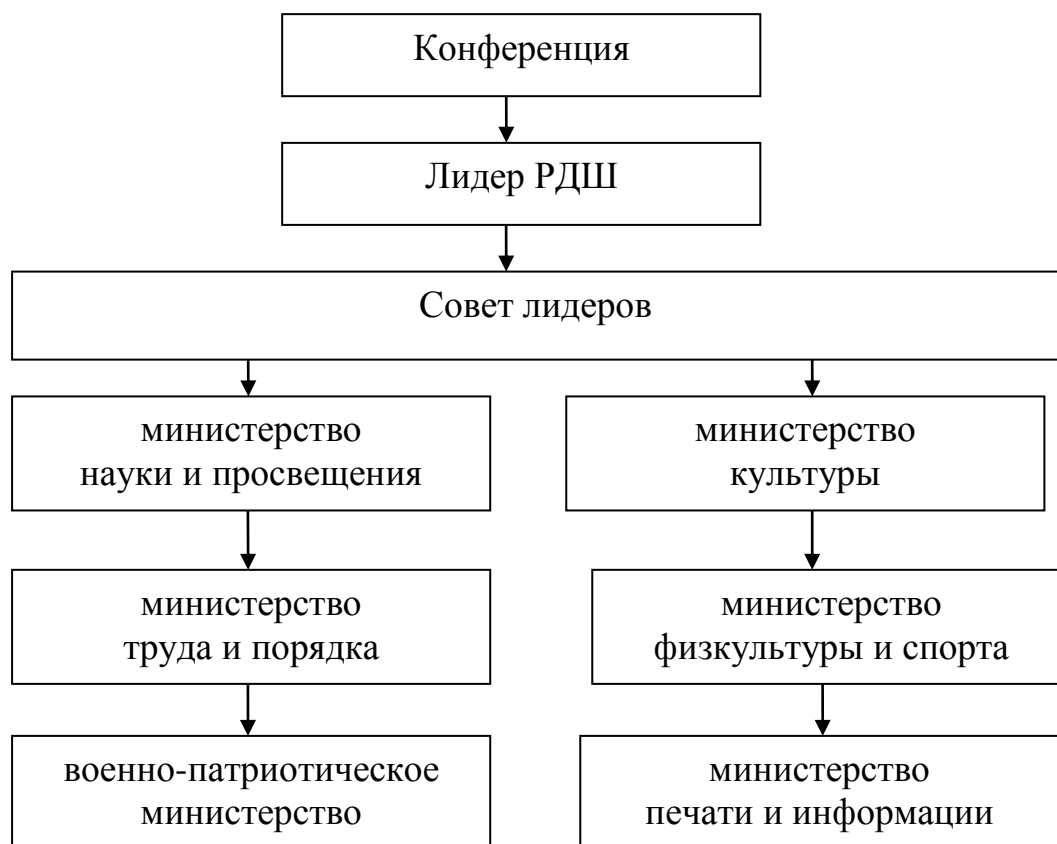 Конференция
Лидер РДШ
Совет лидеров
министерство
науки и просвещения
министерство
культуры
министерство
труда и порядка
министерство
физкультуры и спорта
военно-патриотическое
министерство
министерство
печати и информации